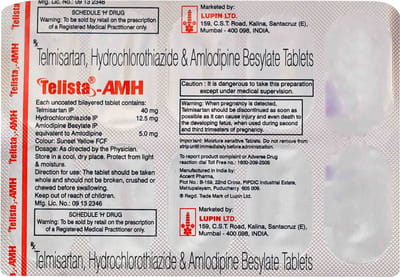 Mfg. Lic. No.: 09 13 2346
SCHEDULE 'H' DRUG
Warning: To be sold by retail on the prescription
of a Registered Medical Practitioner only.
Marketed by:
LUPIN LTD.
159, C.S.T. Road, Kalina, Santacruz (E),
Mumbai - 400 098, INDIA.
Rx
Telmisartan, Hydrochlorothiazide & Amlodipine Besylate Tablets
Telista®-AMH
Each uncoated bilayered tablet contains:
Telmisartan IP 40 mg
Hydrochlorothiazide IP 12.5 mg
Amlodipine Besylate IP
equivalent to Amlodipine 5.0 mg
Colour: Sunset Yellow FCF
Dosage: As directed by the Physician.
Store in a cool, dry place. Protect from light
& moisture.
Direction for use: The tablet should be taken
whole and should not be broken, crushed or
chewed before swallowing.
Keep out of reach of children.
Mfg. Lic. No.: 09 13 2346
Caution : It is dangerous to take this preparation
except under medical supervision.
Warning: When pregnancy is detected,
Telmisartan should be discontinued as soon as
possible as it can cause injury and even death to
the developing fetus, when used during second
and third trimesters of pregnancy.
Important: Moisture sensitive Tablets. Do not remove from
strip until immediately before administration.
To report product complaint or Adverse Drug
reaction dial Toll free no.: 1800-209-2505
Manufactured in India by:
Accent Pharma,
Plot No.: B-159, 22nd Cross, PIPDIC Industrial Estate,
Mettupalayam, Puducherry. 605 009.
® Regd. Trade Mark of Lupin Ltd.
SCHEDULE 'H' DRUG
Warning: To be sold by retail on the prescription
of a Registered Medical Practitioner only.
Marketed by:
LUPIN LTD.
159, C.S.T. Road, Kalina, Santacruz (E),
Mumbai - 400 098, INDIA.
Rx
Telmisartan, Hydrochlorothiazide & Amlodipine Besylate Tablets